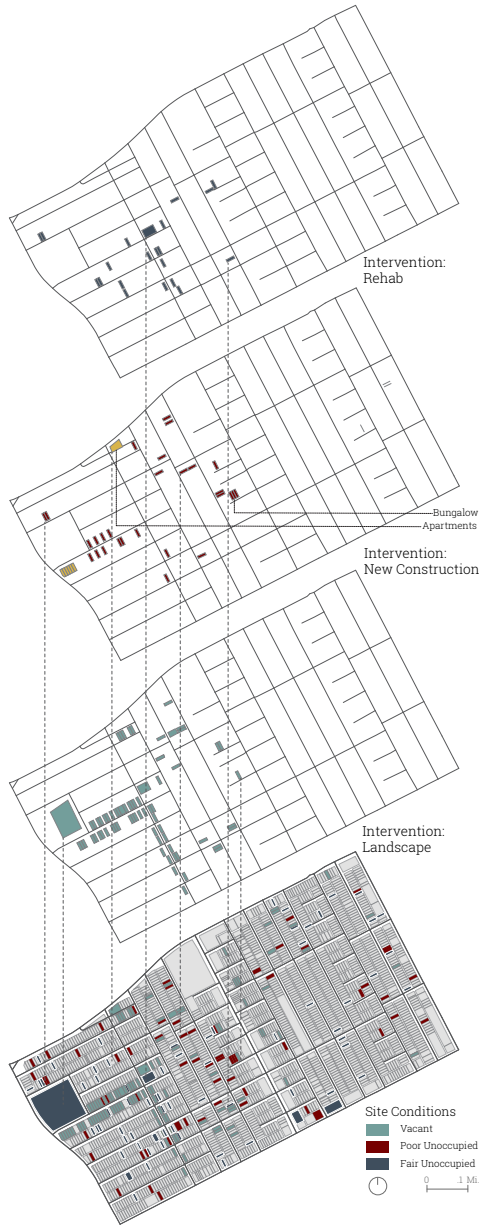 Intervention:
Rehab
Bungalow
Apartments
Intervention:
New Construction
Intervention:
Landscape
Site Conditions
Vacant
Poor Unoccupied
Fair Unoccupied
0 .1 Mi.